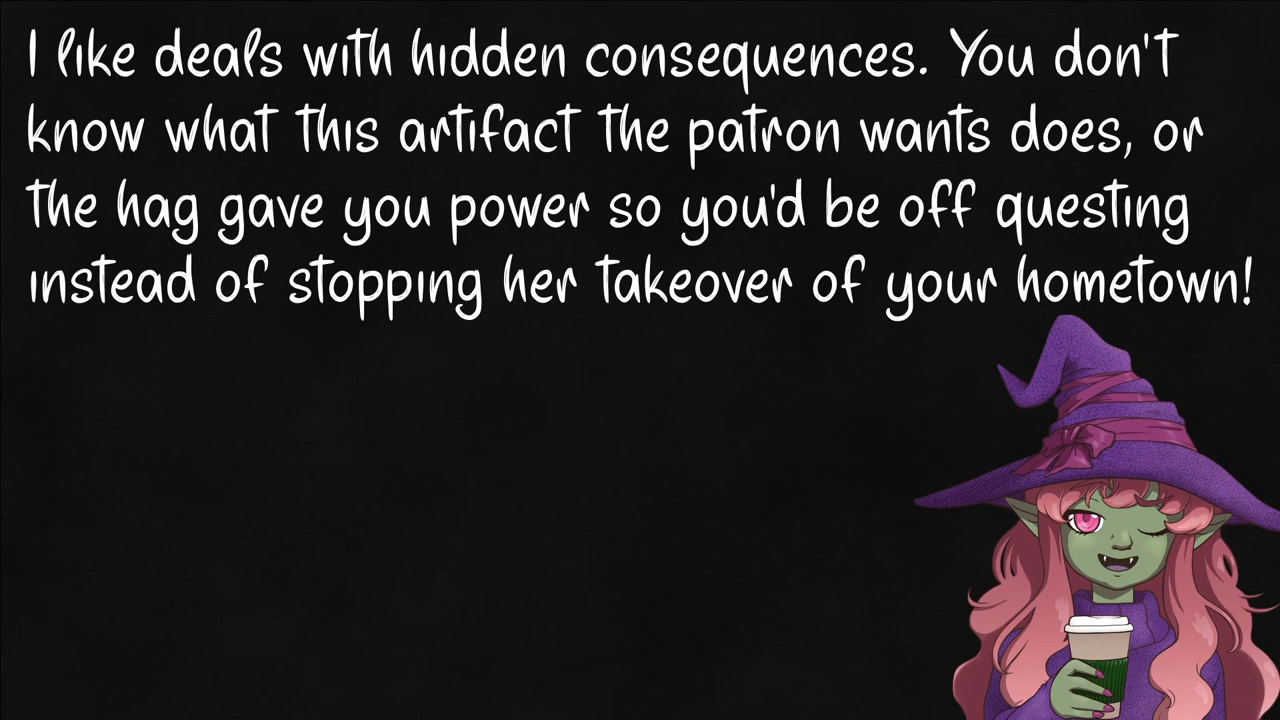 I like deals with hidden consequences. You don't
know what this artifact the patron wants does, or
the hag gave you power so you'd be off questing
instead of stopping her takeover of your hometown!